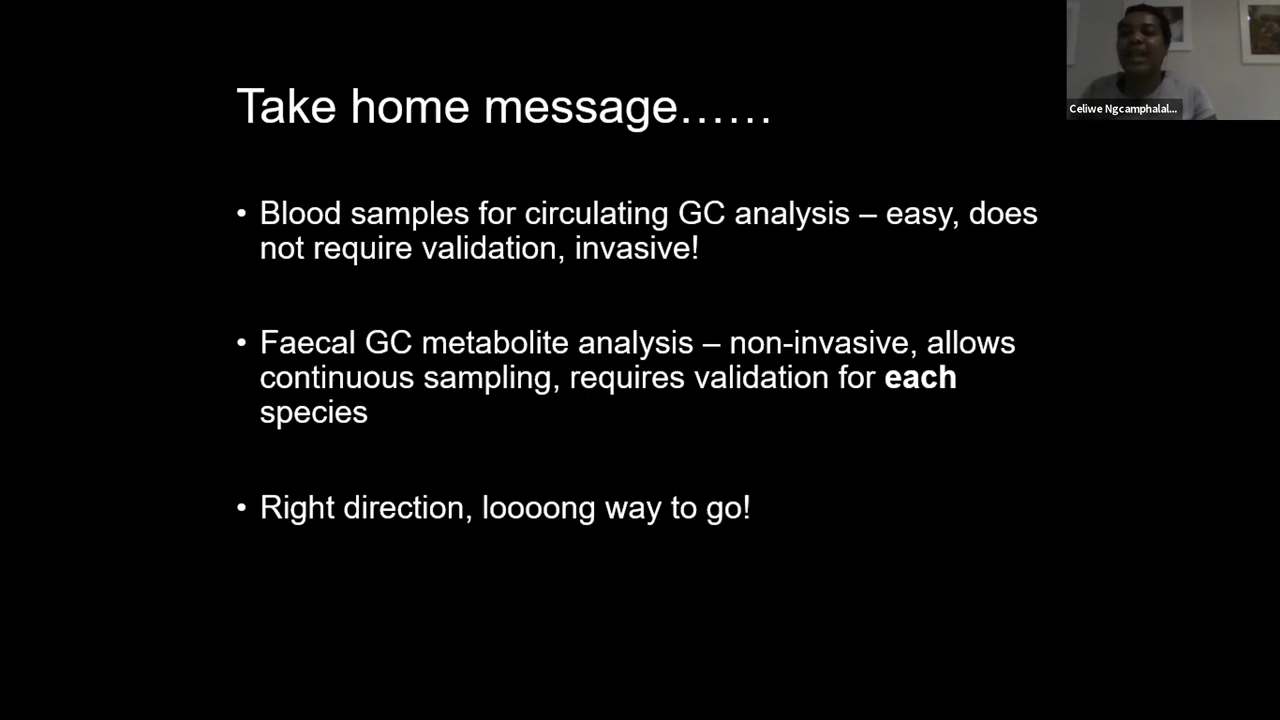 Celiwe Ngcamphalal...
Take home message......
• Blood samples for circulating GC analysis – easy, does
not require validation, invasive!
• Faecal GC metabolite analysis – non-invasive, allows
continuous sampling, requires validation for each
species
• Right direction, loooong way to go!